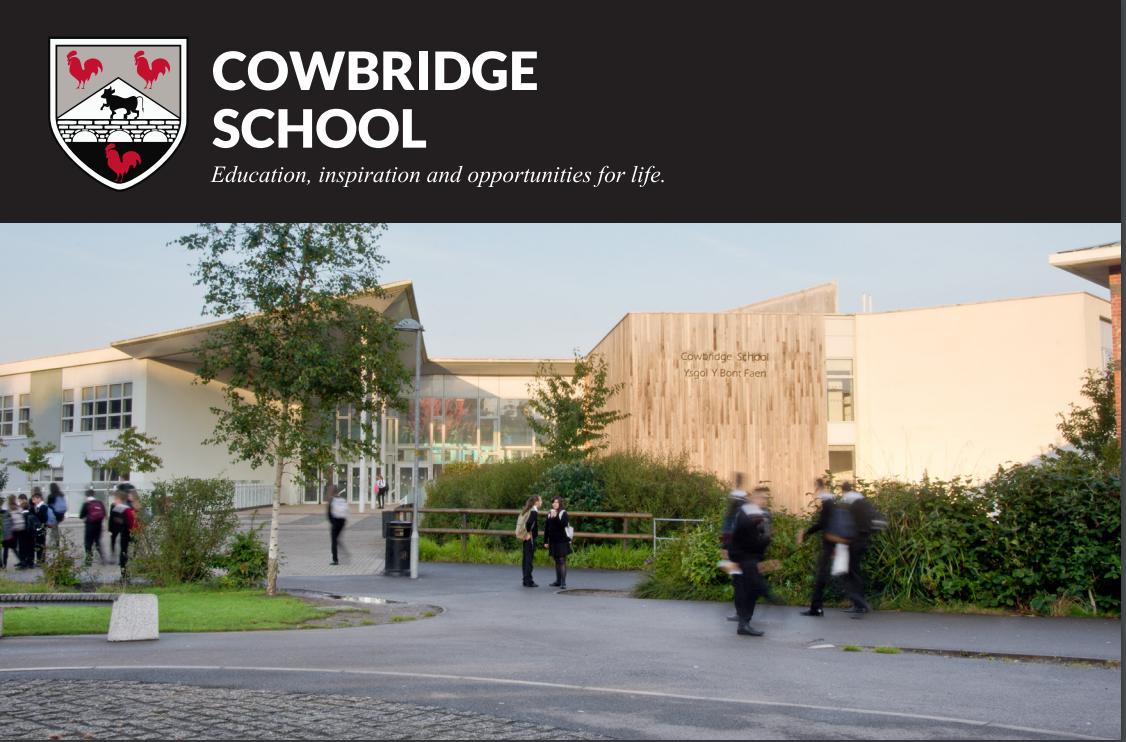 COWBRIDGE
SCHOOL
Education, inspiration and opportunities for life.
Cowbridge School
Ysgol Y Bont Faen